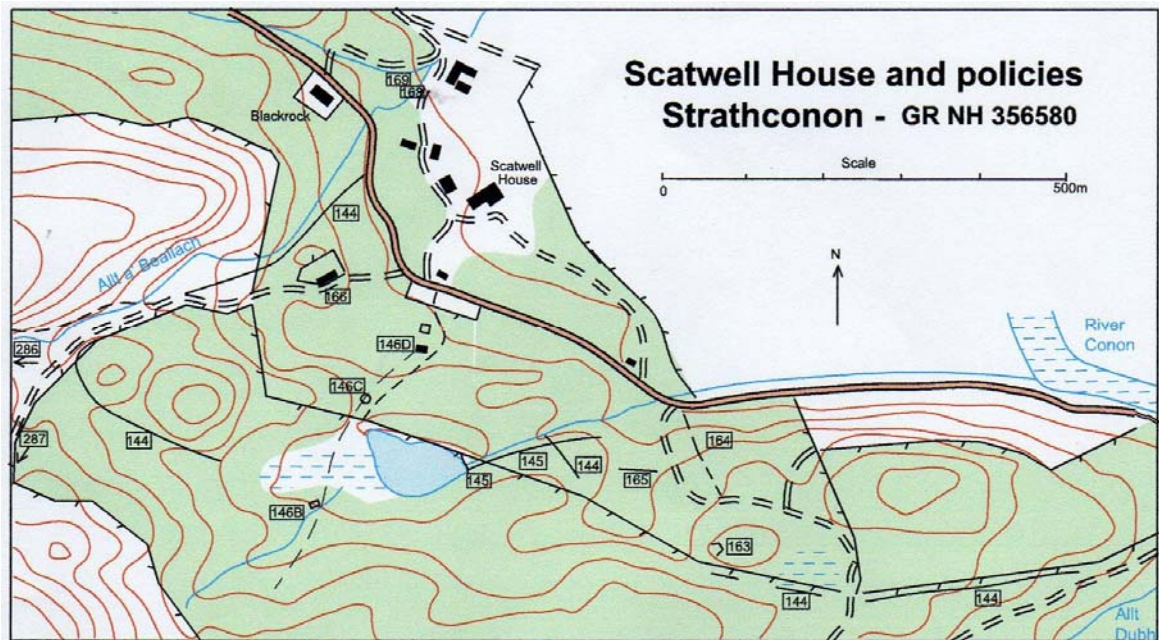 Scatwell House and policies
Strathconon - GR NH 356580
Scale
0
500m
169
168
Blackrock
Scatwell
House
144
N
Allt a' Beallach
166
286
146D
River
Conon
146C
287
144
164
145
144
145
165
146B
163
144
144
Allt
Dubh